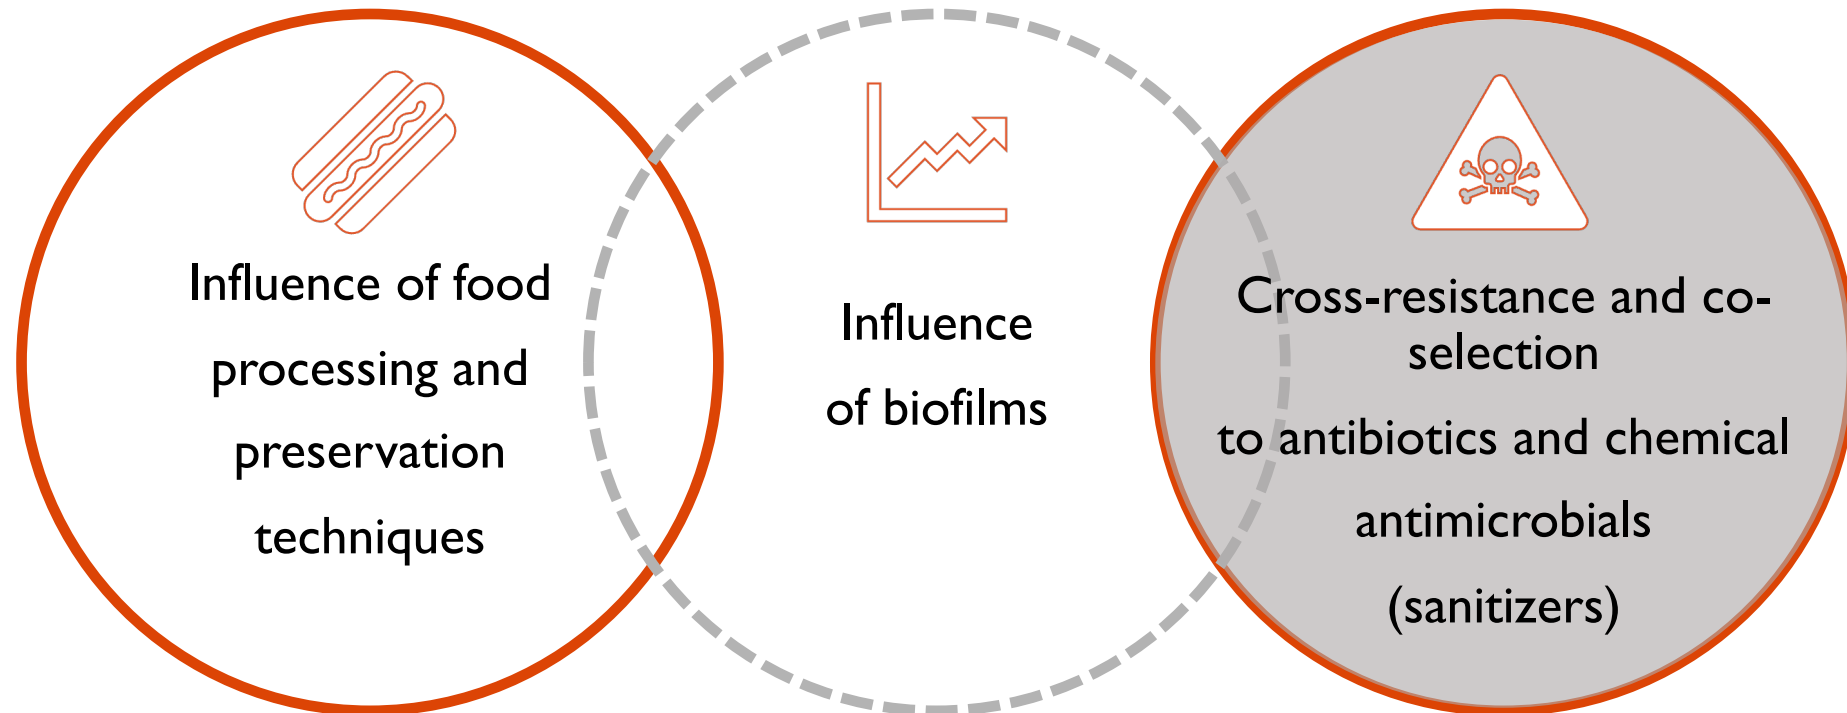 Influence of food
processing and
preservation
techniques
Influence
of biofilms
Cross-resistance and co-
selection
to antibiotics and chemical
antimicrobials
(sanitizers)